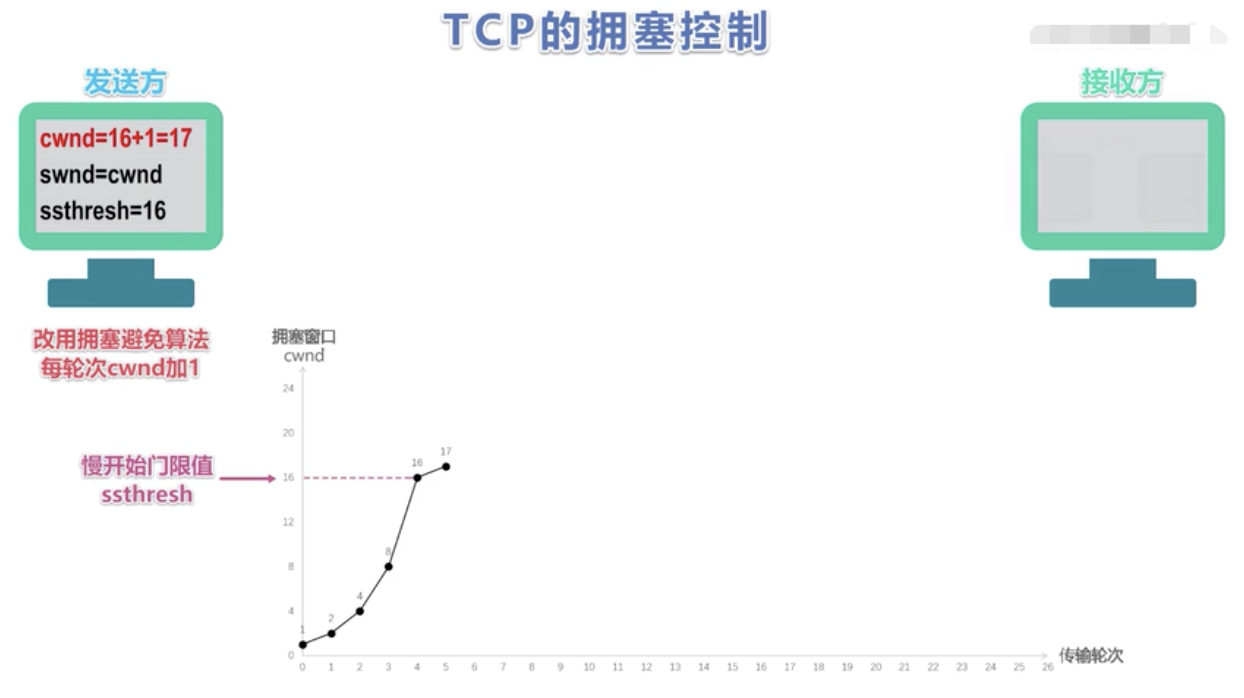 TCP的拥塞控制
发送方
接收方
cwnd=16+1=17
swnd=cwnd
ssthresh=16
改用拥塞避免算法
每轮次cwnd加1
拥塞窗口
cwnd
24
20
17
16
慢开始门限值
ssthresh
16
12
8
8
4
4
2
1
0
0 1 2 3 4 5 6 7 8 9 10 11 12 13 14 15 16 17 18 19 20 21 22 23 24 25 26
传输轮次